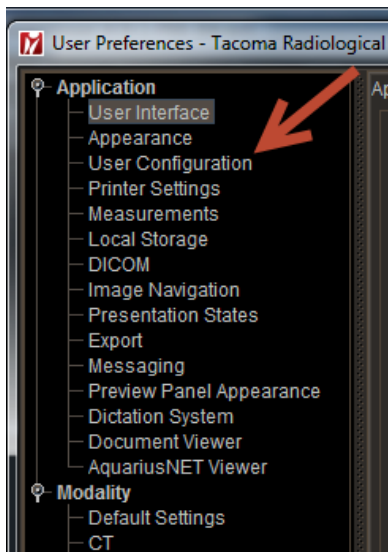 User Preferences - Tacoma Radiological
Application
User Interface
Appearance
User Configuration
Printer Settings
Measurements
Local Storage
DICOM
Image Navigation
Presentation States
Export
Messaging
Preview Panel Appearance
Dictation System
Document Viewer
AquariusNET Viewer
Modality
Default Settings
CT